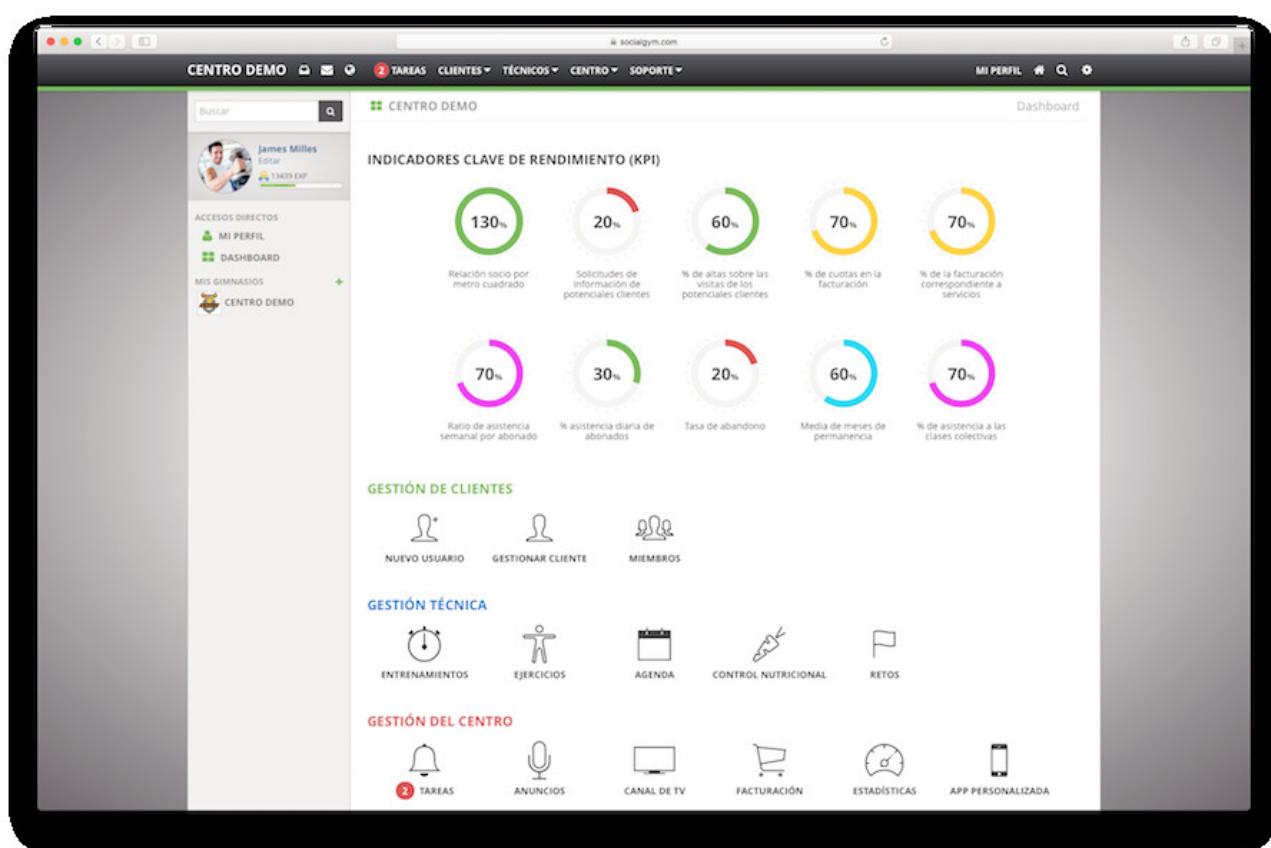 socialgym.com
CENTRO DEMO 2 TAREAS CLIENTES TÉCNICOS CENTRO SOPORTE MI PERFIL
Buscar
CENTRO DEMO Dashboard
James Milles
Editar
13439 EXP
ACCESOS DIRECTOS
MI PERFIL
DASHBOARD
MIS GIMNASIOS +
CENTRO DEMO
INDICADORES CLAVE DE RENDIMIENTO (KPI)
130% 20% 60% 70% 70%
Relación socio por Solicitudes de % de altas sobre las % de cuotas en la % de la facturación
metro cuadrado información de visitas de los facturación correspondiente a
potenciales clientes potenciales clientes servicios
70% 30% 20% 60% 70%
Ratio de asistencia % asistencia diaria de Tasa de abandono Media de meses de % de asistencia a las
semanal por abonado abonados permanencia clases colectivas
GESTIÓN DE CLIENTES
NUEVO USUARIO GESTIONAR CLIENTE MIEMBROS
GESTIÓN TÉCNICA
ENTRENAMIENTOS EJERCICIOS AGENDA CONTROL NUTRICIONAL RETOS
GESTIÓN DEL CENTRO
2 TAREAS ANUNCIOS CANAL DE TV FACTURACIÓN ESTADÍSTICAS APP PERSONALIZADA